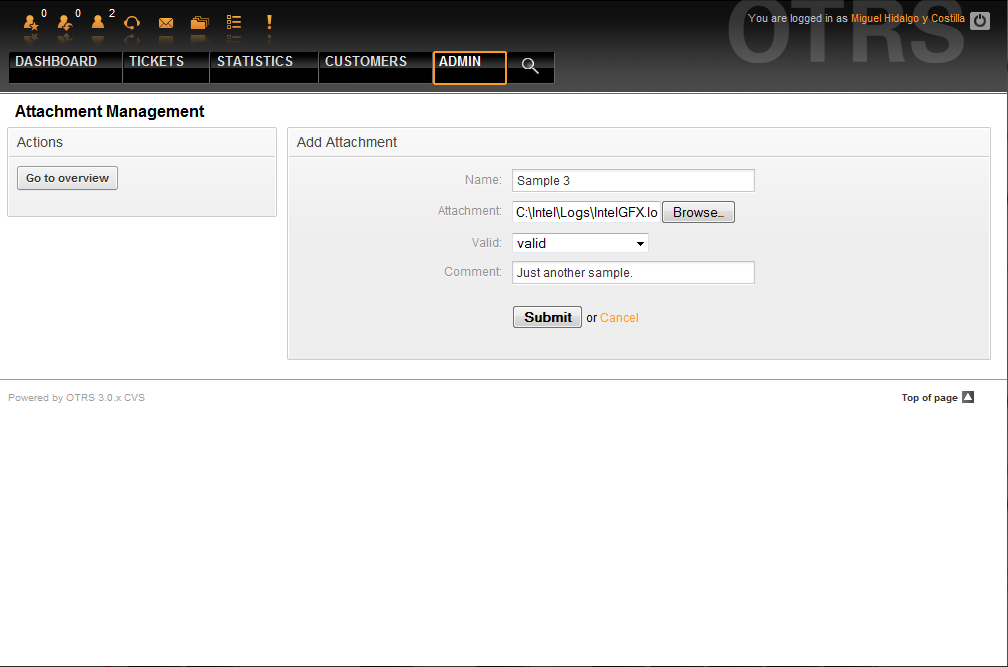 0 0 2
You are logged in as Miguel Hidalgo y Costilla
OTRS
DASHBOARD TICKETS STATISTICS CUSTOMERS ADMIN
Attachment Management
Actions
Go to overview
Add Attachment
Name: Sample 3
Attachment: C:\Intel\Logs\IntelGFX.lo Browse…
Valid: valid
Comment: Just another sample.
Submit or Cancel
Powered by OTRS 3.0.x CVS
Top of page